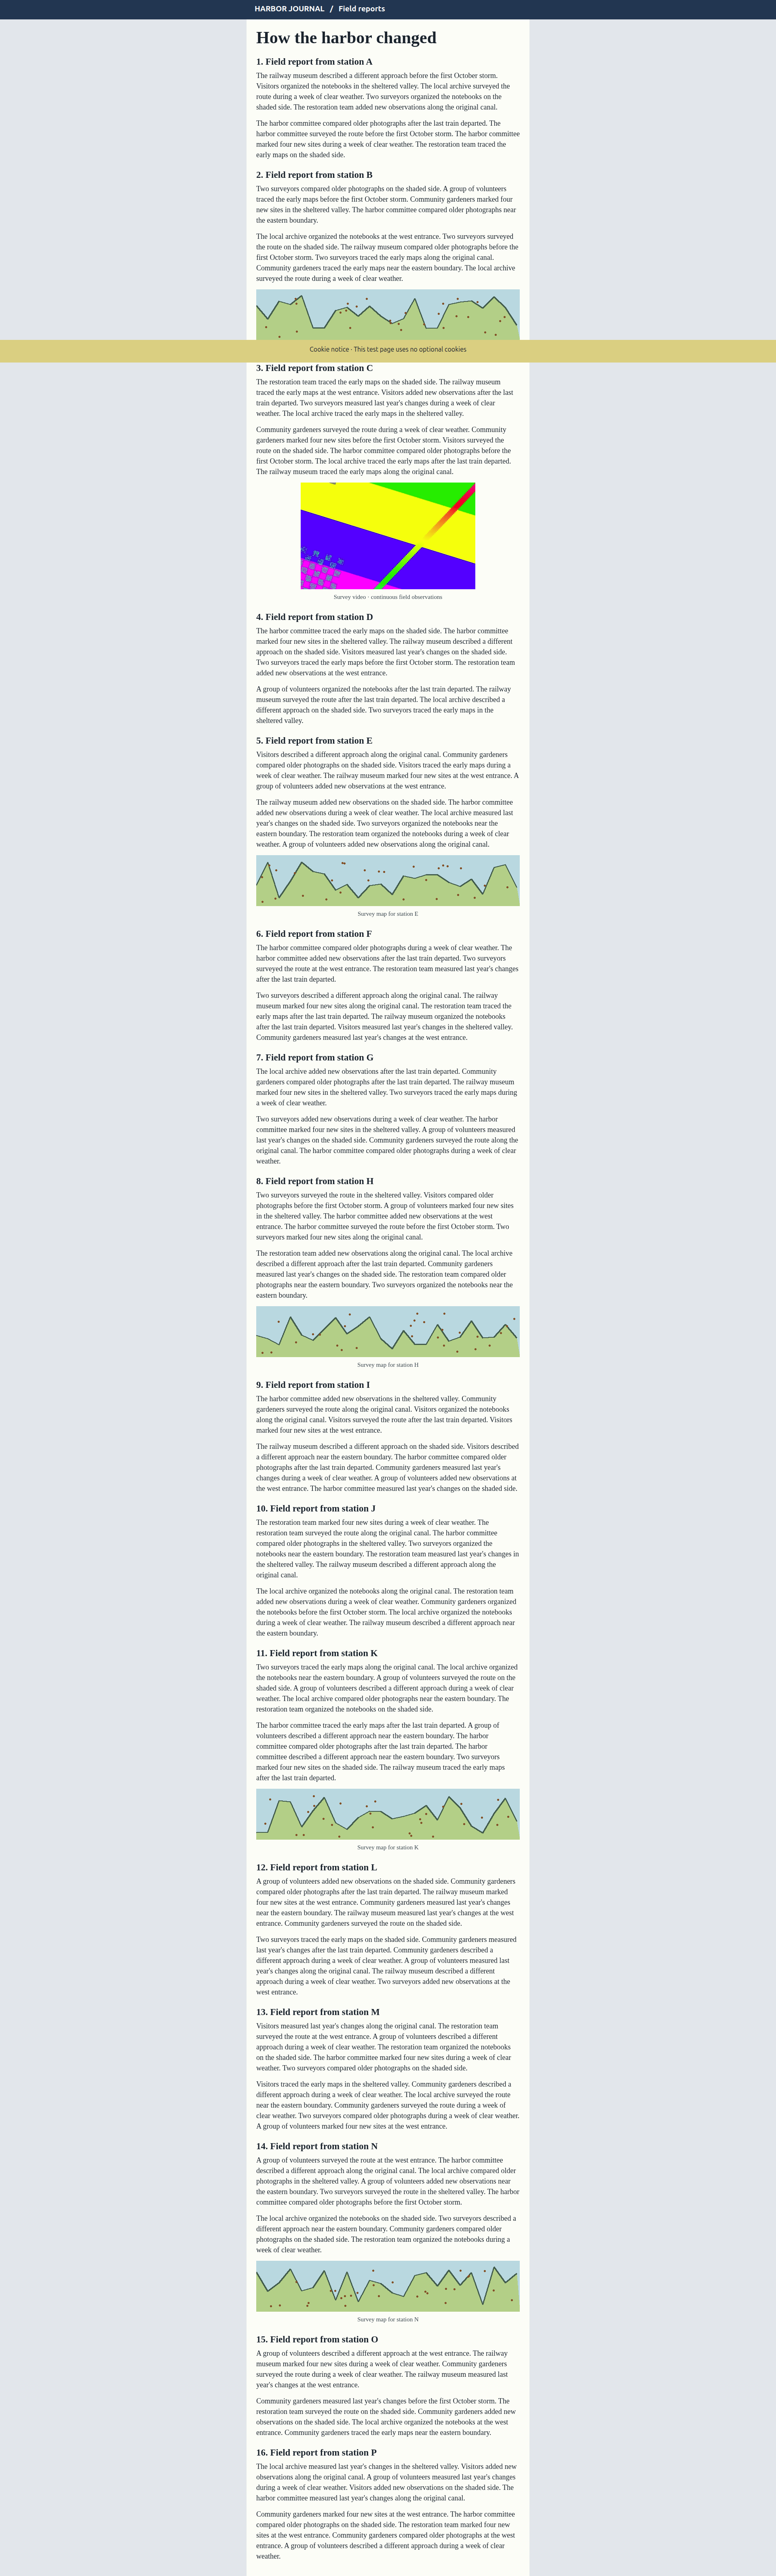 HARBOR JOURNAL / Field reports
How the harbor changed
1. Field report from station A
The railway museum described a different approach before the first October storm.
Visitors organized the notebooks in the sheltered valley. The local archive surveyed the
route during a week of clear weather. Two surveyors organized the notebooks on the
shaded side. The restoration team added new observations along the original canal.
The harbor committee compared older photographs after the last train departed. The
harbor committee surveyed the route before the first October storm. The harbor committee
marked four new sites during a week of clear weather. The restoration team traced the
early maps on the shaded side.
2. Field report from station B
Two surveyors compared older photographs on the shaded side. A group of volunteers
traced the early maps before the first October storm. Community gardeners marked four
new sites in the sheltered valley. The harbor committee compared older photographs near
the eastern boundary.
The local archive organized the notebooks at the west entrance. Two surveyors surveyed
the route on the shaded side. The railway museum compared older photographs before the
first October storm. Two surveyors traced the early maps along the original canal.
Community gardeners traced the early maps near the eastern boundary. The local archive
surveyed the route during a week of clear weather.
Cookie notice · This test page uses no optional cookies
3. Field report from station C
The restoration team traced the early maps on the shaded side. The railway museum
traced the early maps at the west entrance. Visitors added new observations after the last
train departed. Two surveyors measured last year's changes during a week of clear
weather. The local archive traced the early maps in the sheltered valley.
Community gardeners surveyed the route during a week of clear weather. Community
gardeners marked four new sites before the first October storm. Visitors surveyed the
route on the shaded side. The harbor committee compared older photographs before the
first October storm. The local archive traced the early maps after the last train departed.
The railway museum traced the early maps along the original canal.
Survey video · continuous field observations
4. Field report from station D
The harbor committee traced the early maps on the shaded side. The harbor committee
marked four new sites in the sheltered valley. The railway museum described a different
approach on the shaded side. Visitors measured last year's changes on the shaded side.
Two surveyors traced the early maps before the first October storm. The restoration team
added new observations at the west entrance.
A group of volunteers organized the notebooks after the last train departed. The railway
museum surveyed the route after the last train departed. The local archive described a
different approach on the shaded side. Two surveyors traced the early maps in the
sheltered valley.
5. Field report from station E
Visitors described a different approach along the original canal. Community gardeners
compared older photographs on the shaded side. Visitors traced the early maps during a
week of clear weather. The railway museum marked four new sites at the west entrance. A
group of volunteers added new observations at the west entrance.
The railway museum added new observations on the shaded side. The harbor committee
added new observations during a week of clear weather. The local archive measured last
year's changes on the shaded side. Two surveyors organized the notebooks near the
eastern boundary. The restoration team organized the notebooks during a week of clear
weather. A group of volunteers added new observations along the original canal.
Survey map for station E
6. Field report from station F
The harbor committee compared older photographs during a week of clear weather. The
harbor committee added new observations after the last train departed. Two surveyors
surveyed the route at the west entrance. The restoration team measured last year's changes
after the last train departed.
Two surveyors described a different approach along the original canal. The railway
museum marked four new sites along the original canal. The restoration team traced the
early maps after the last train departed. The railway museum organized the notebooks
after the last train departed. Visitors measured last year's changes in the sheltered valley.
Community gardeners measured last year's changes at the west entrance.
7. Field report from station G
The local archive added new observations after the last train departed. Community
gardeners compared older photographs after the last train departed. The railway museum
marked four new sites in the sheltered valley. Two surveyors traced the early maps during
a week of clear weather.
Two surveyors added new observations during a week of clear weather. The harbor
committee marked four new sites in the sheltered valley. A group of volunteers measured
last year's changes on the shaded side. Community gardeners surveyed the route along the
original canal. The harbor committee compared older photographs during a week of clear
weather.
8. Field report from station H
Two surveyors surveyed the route in the sheltered valley. Visitors compared older
photographs before the first October storm. A group of volunteers marked four new sites
in the sheltered valley. The harbor committee added new observations at the west
entrance. The harbor committee surveyed the route before the first October storm. Two
surveyors marked four new sites along the original canal.
The restoration team added new observations along the original canal. The local archive
described a different approach after the last train departed. Community gardeners
measured last year's changes on the shaded side. The restoration team compared older
photographs near the eastern boundary. Two surveyors organized the notebooks near the
eastern boundary.
Survey map for station H
9. Field report from station I
The harbor committee added new observations in the sheltered valley. Community
gardeners surveyed the route along the original canal. Visitors organized the notebooks
along the original canal. Visitors surveyed the route after the last train departed. Visitors
marked four new sites at the west entrance.
The railway museum described a different approach on the shaded side. Visitors described
a different approach near the eastern boundary. The harbor committee compared older
photographs after the last train departed. Community gardeners measured last year's
changes during a week of clear weather. A group of volunteers added new observations at
the west entrance. The harbor committee measured last year's changes on the shaded side.
10. Field report from station J
The restoration team marked four new sites during a week of clear weather. The
restoration team surveyed the route along the original canal. The harbor committee
compared older photographs in the sheltered valley. Two surveyors organized the
notebooks near the eastern boundary. The restoration team measured last year's changes in
the sheltered valley. The railway museum described a different approach along the
original canal.
The local archive organized the notebooks along the original canal. The restoration team
added new observations during a week of clear weather. Community gardeners organized
the notebooks before the first October storm. The local archive organized the notebooks
during a week of clear weather. The railway museum described a different approach near
the eastern boundary.
11. Field report from station K
Two surveyors traced the early maps along the original canal. The local archive organized
the notebooks near the eastern boundary. A group of volunteers surveyed the route on the
shaded side. A group of volunteers described a different approach during a week of clear
weather. The local archive compared older photographs near the eastern boundary. The
restoration team organized the notebooks on the shaded side.
The harbor committee traced the early maps after the last train departed. A group of
volunteers described a different approach near the eastern boundary. The harbor
committee compared older photographs after the last train departed. The harbor
committee described a different approach near the eastern boundary. Two surveyors
marked four new sites on the shaded side. The railway museum traced the early maps
after the last train departed.
Survey map for station K
12. Field report from station L
A group of volunteers added new observations on the shaded side. Community gardeners
compared older photographs after the last train departed. The railway museum marked
four new sites at the west entrance. Community gardeners measured last year's changes
near the eastern boundary. The railway museum measured last year's changes at the west
entrance. Community gardeners surveyed the route on the shaded side.
Two surveyors traced the early maps on the shaded side. Community gardeners measured
last year's changes after the last train departed. Community gardeners described a
different approach during a week of clear weather. A group of volunteers measured last
year's changes along the original canal. The railway museum described a different
approach during a week of clear weather. Two surveyors added new observations at the
west entrance.
13. Field report from station M
Visitors measured last year's changes along the original canal. The restoration team
surveyed the route at the west entrance. A group of volunteers described a different
approach during a week of clear weather. The restoration team organized the notebooks
on the shaded side. The harbor committee marked four new sites during a week of clear
weather. Two surveyors compared older photographs on the shaded side.
Visitors traced the early maps in the sheltered valley. Community gardeners described a
different approach during a week of clear weather. The local archive surveyed the route
near the eastern boundary. Community gardeners surveyed the route during a week of
clear weather. Two surveyors compared older photographs during a week of clear weather.
A group of volunteers marked four new sites at the west entrance.
14. Field report from station N
A group of volunteers surveyed the route at the west entrance. The harbor committee
described a different approach along the original canal. The local archive compared older
photographs in the sheltered valley. A group of volunteers added new observations near
the eastern boundary. Two surveyors surveyed the route in the sheltered valley. The harbor
committee compared older photographs before the first October storm.
The local archive organized the notebooks on the shaded side. Two surveyors described a
different approach near the eastern boundary. Community gardeners compared older
photographs on the shaded side. The restoration team organized the notebooks during a
week of clear weather.
Survey map for station N
15. Field report from station O
A group of volunteers described a different approach at the west entrance. The railway
museum marked four new sites during a week of clear weather. Community gardeners
surveyed the route during a week of clear weather. The railway museum measured last
year's changes at the west entrance.
Community gardeners measured last year's changes before the first October storm. The
restoration team surveyed the route on the shaded side. Community gardeners added new
observations on the shaded side. The local archive organized the notebooks at the west
entrance. Community gardeners traced the early maps near the eastern boundary.
16. Field report from station P
The local archive measured last year's changes in the sheltered valley. Visitors added new
observations along the original canal. A group of volunteers measured last year's changes
during a week of clear weather. Visitors added new observations on the shaded side. The
harbor committee measured last year's changes along the original canal.
Community gardeners marked four new sites at the west entrance. The harbor committee
compared older photographs on the shaded side. The restoration team marked four new
sites at the west entrance. Community gardeners compared older photographs at the west
entrance. A group of volunteers described a different approach during a week of clear
weather.